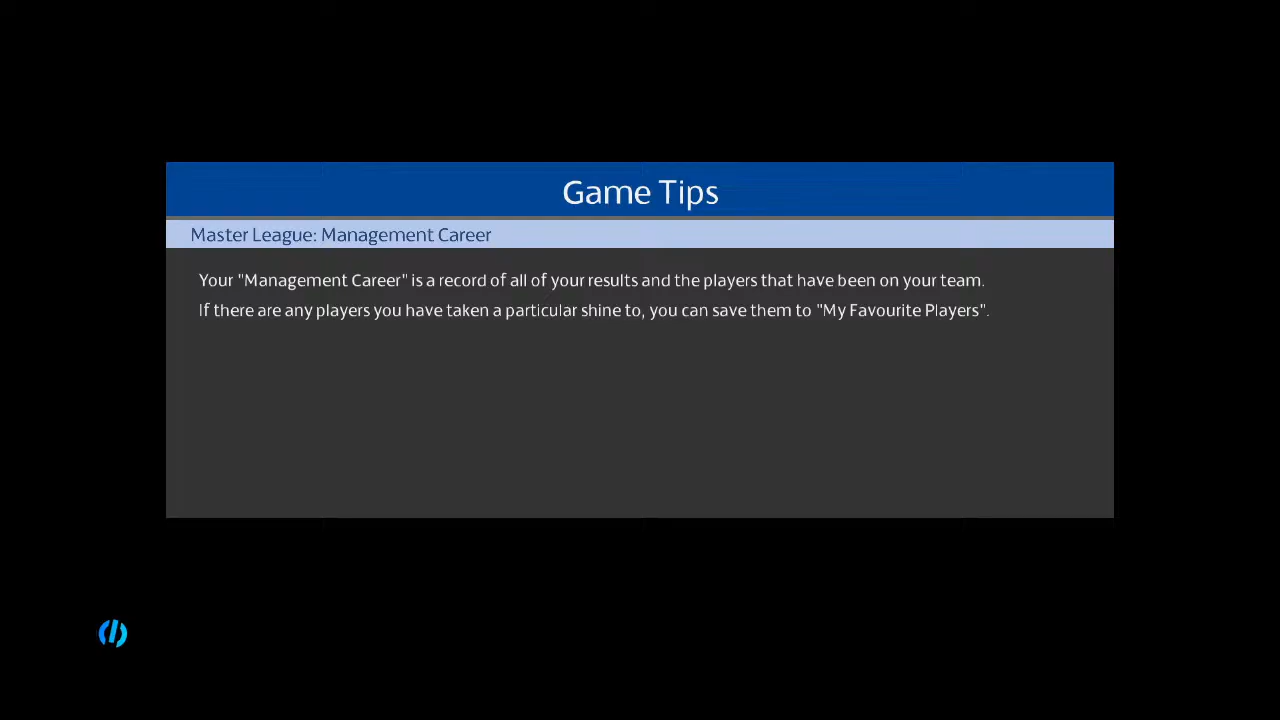 Game Tips
Master League: Management Career
Your "Management Career" is a record of all of your results and the players that have been on your team.
If there are any players you have taken a particular shine to, you can save them to "My Favourite Players".